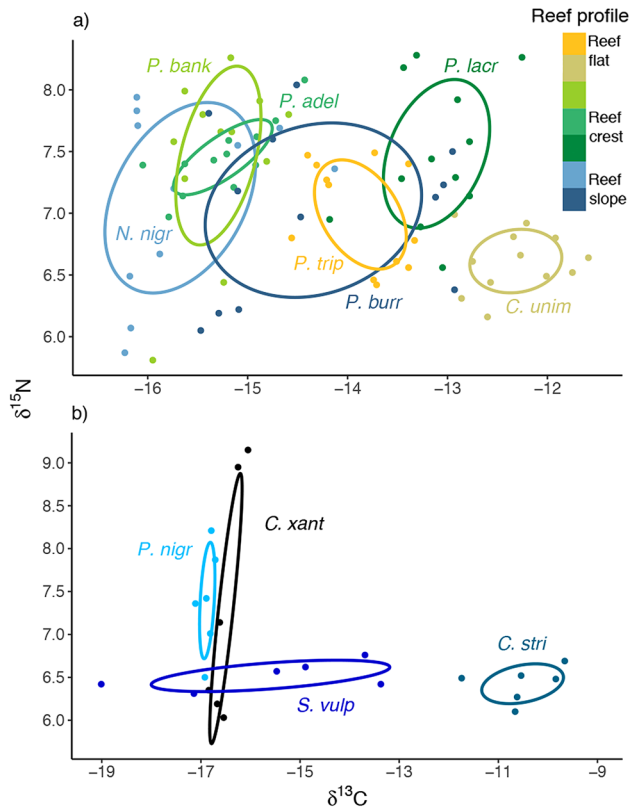 Reef profile
a)
Reef
flat
Reef
crest
Reef
slope
P. bank
P. lacr
P. adel
N. nigr
P. trip
P. burr
C. unim
8.0
7.5
7.0
6.5
6.0
−16
−15
−14
−13
−12
δ15N
b)
9.0
8.5
8.0
7.5
7.0
6.5
6.0
C. xant
P. nigr
C. stri
S. vulp
−19
−17
−15
−13
−11
−9
δ13C